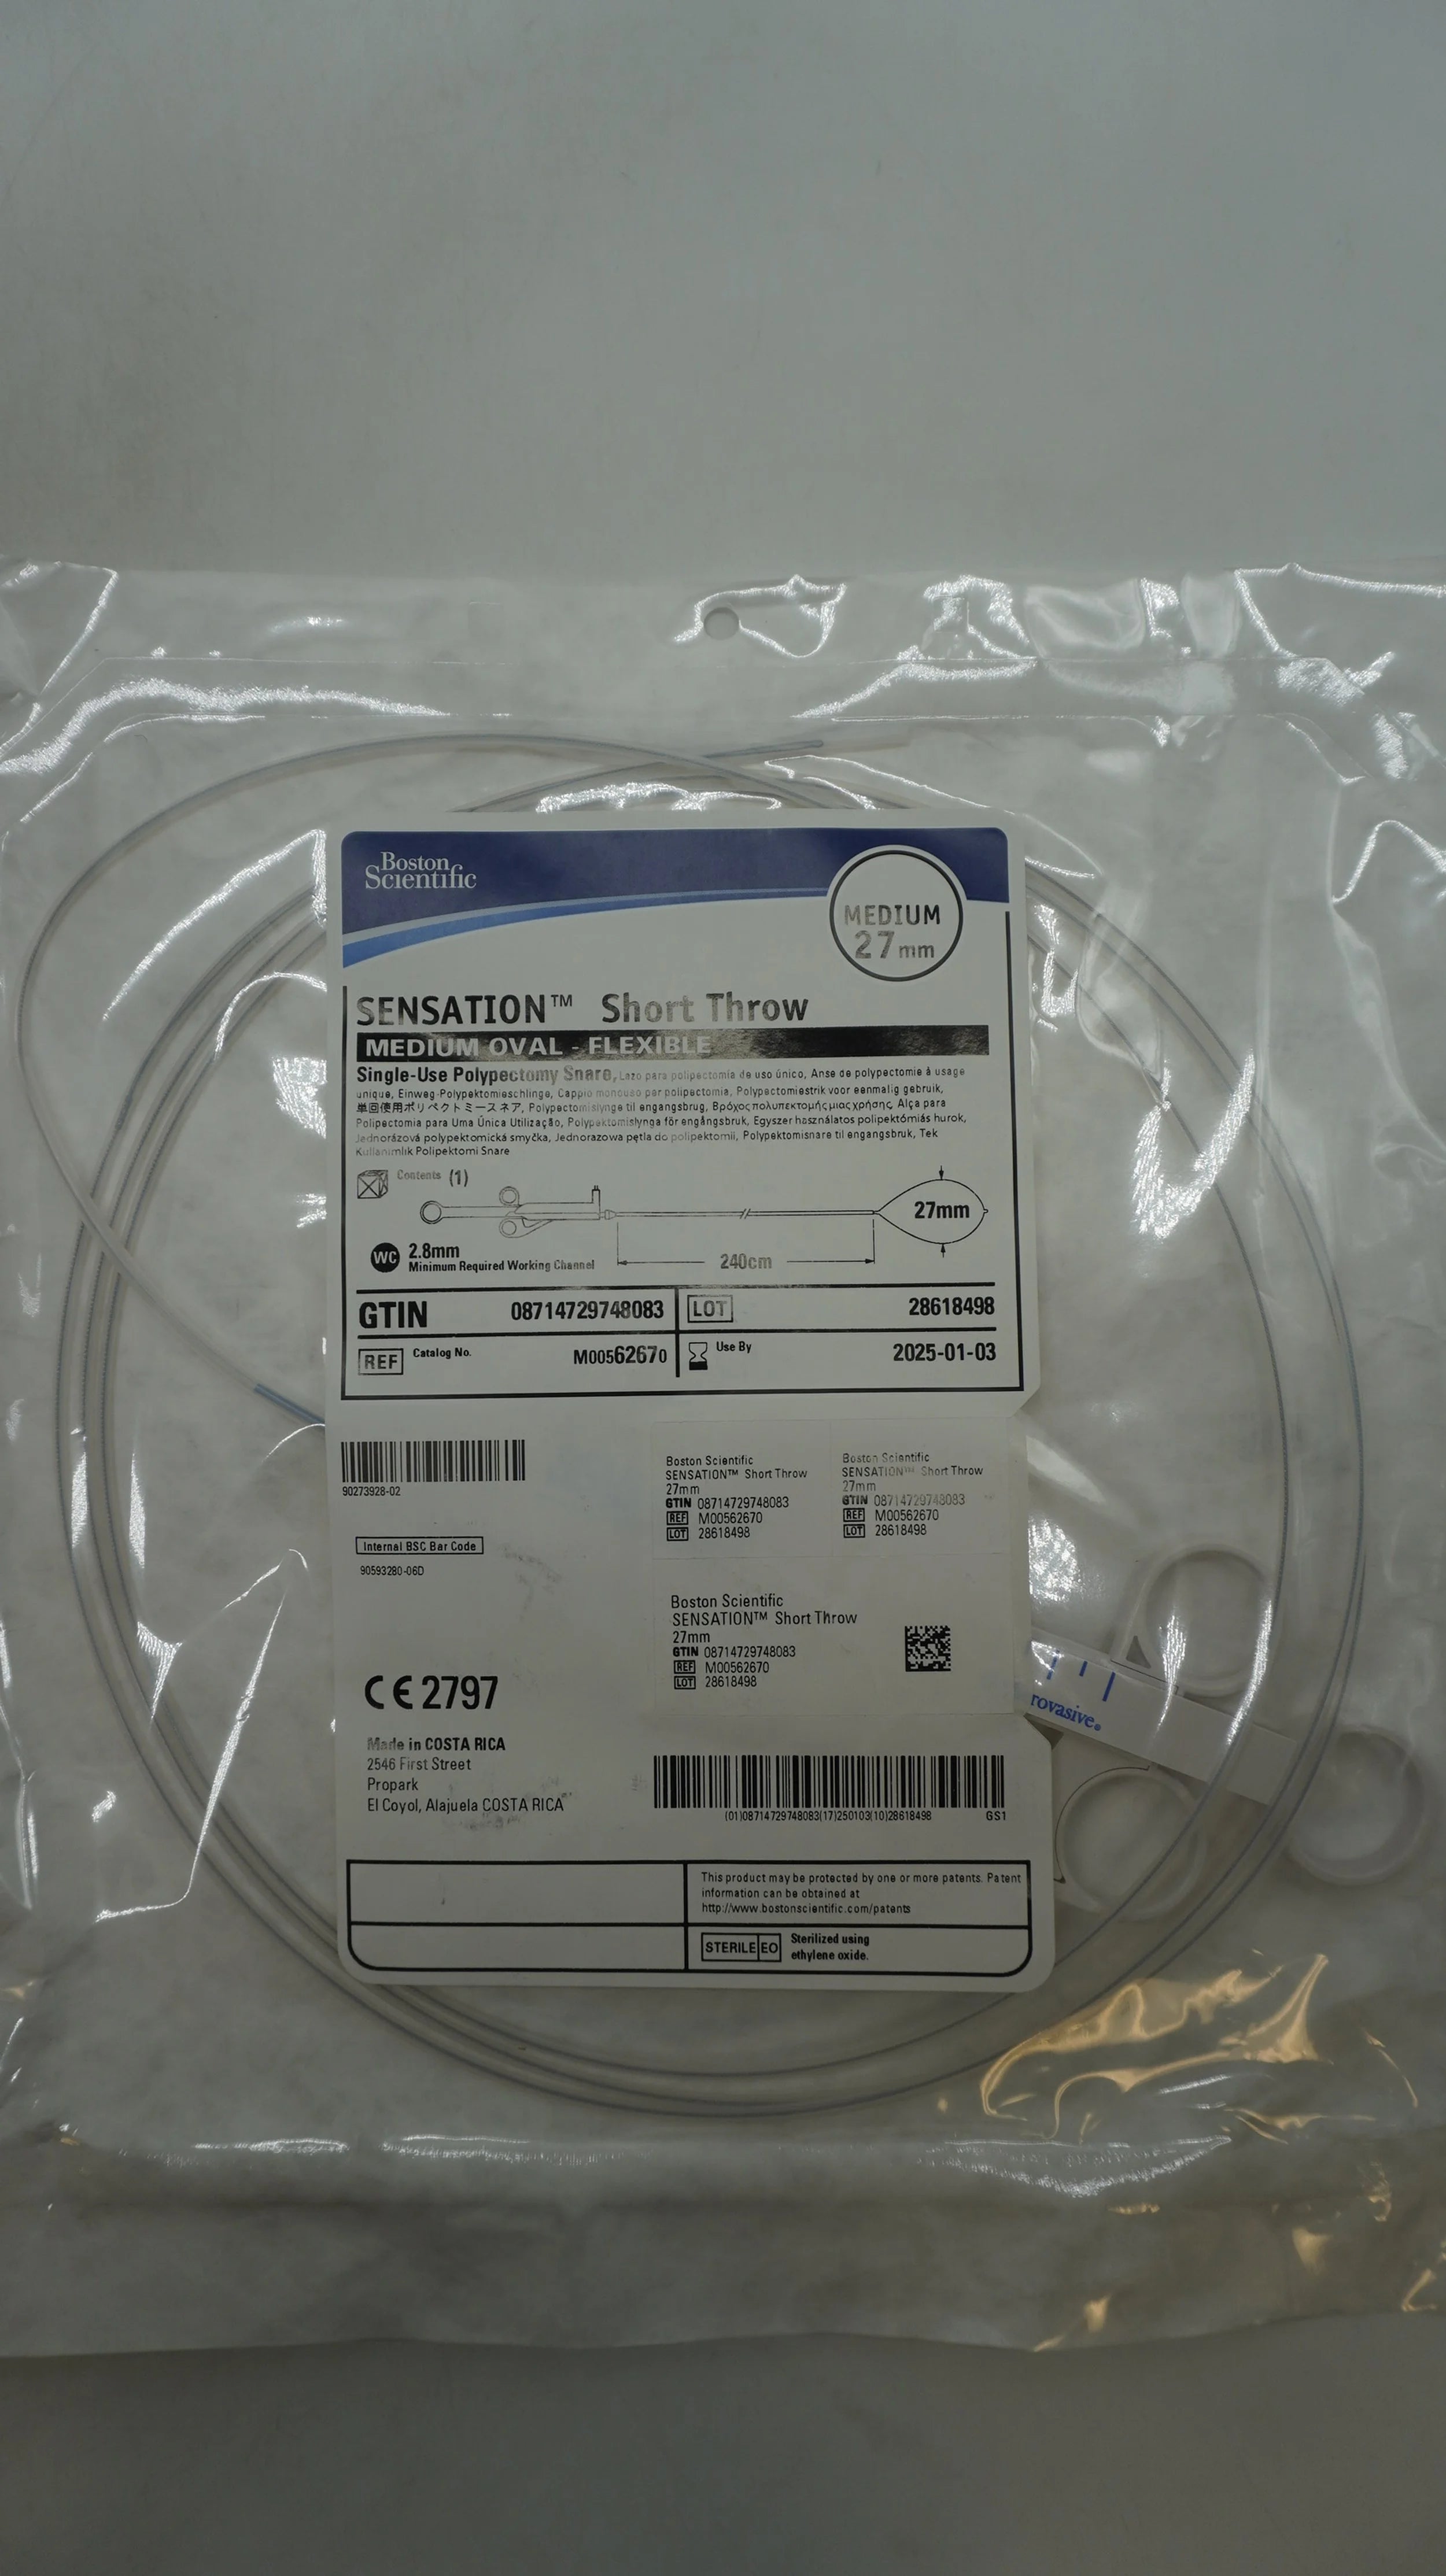 Boston
Scientific
MEDIUM
27 mm
SENSATION™ Short Throw
MEDIUM OVAL - FLEXIBLE
Single-Use Polypectomy Snare, Lazo para polipectomía de uso único, Anse de polypectomie à usage
unique, Einweg-Polypektomieschlinge, Cappio monouso per polipectomia, Polypectomiestrik voor eenmalig gebruik,
単回使用ポリペクトミースネア, Polypectomislynge til engangsbrug, Βρόχος πολυπεκτομής μιας χρήσης, Alça para
Polipectomia para Uma Única Utilização, Polypektomislynga för engångsbruk, Egyszer használatos polipektómiás hurok,
Jednorázová polypektomická smyčka, Jednorazowa pętla do polipektomii, Polypektomisnare til engangsbruk, Tek
Kullanımlık Polipektomi Snare
Contents (1)
27mm
WC 2.8mm
Minimum Required Working Channel
240cm
GTIN 08714729748083 LOT 28618498
REF Catalog No. M00562670 Use By 2025-01-03
90273928-02
Internal BSC Bar Code
90593280-06D
Boston Scientific
SENSATION™ Short Throw
27mm
GTIN 08714729748083
REF M00562670
LOT 28618498
Boston Scientific
SENSATION™ Short Throw
27mm
GTIN 08714729748083
REF M00562670
LOT 28618498
Boston Scientific
SENSATION™ Short Throw
27mm
GTIN 08714729748083
REF M00562670
LOT 28618498
CE 2797
rovasive®
Made in COSTA RICA
2546 First Street
Propark
El Coyol, Alajuela COSTA RICA
(01)08714729748083(17)250103(10)28618498 GS1
This product may be protected by one or more patents. Patent
information can be obtained at
http://www.bostonscientific.com/patents
STERILE EO Sterilized using
ethylene oxide.